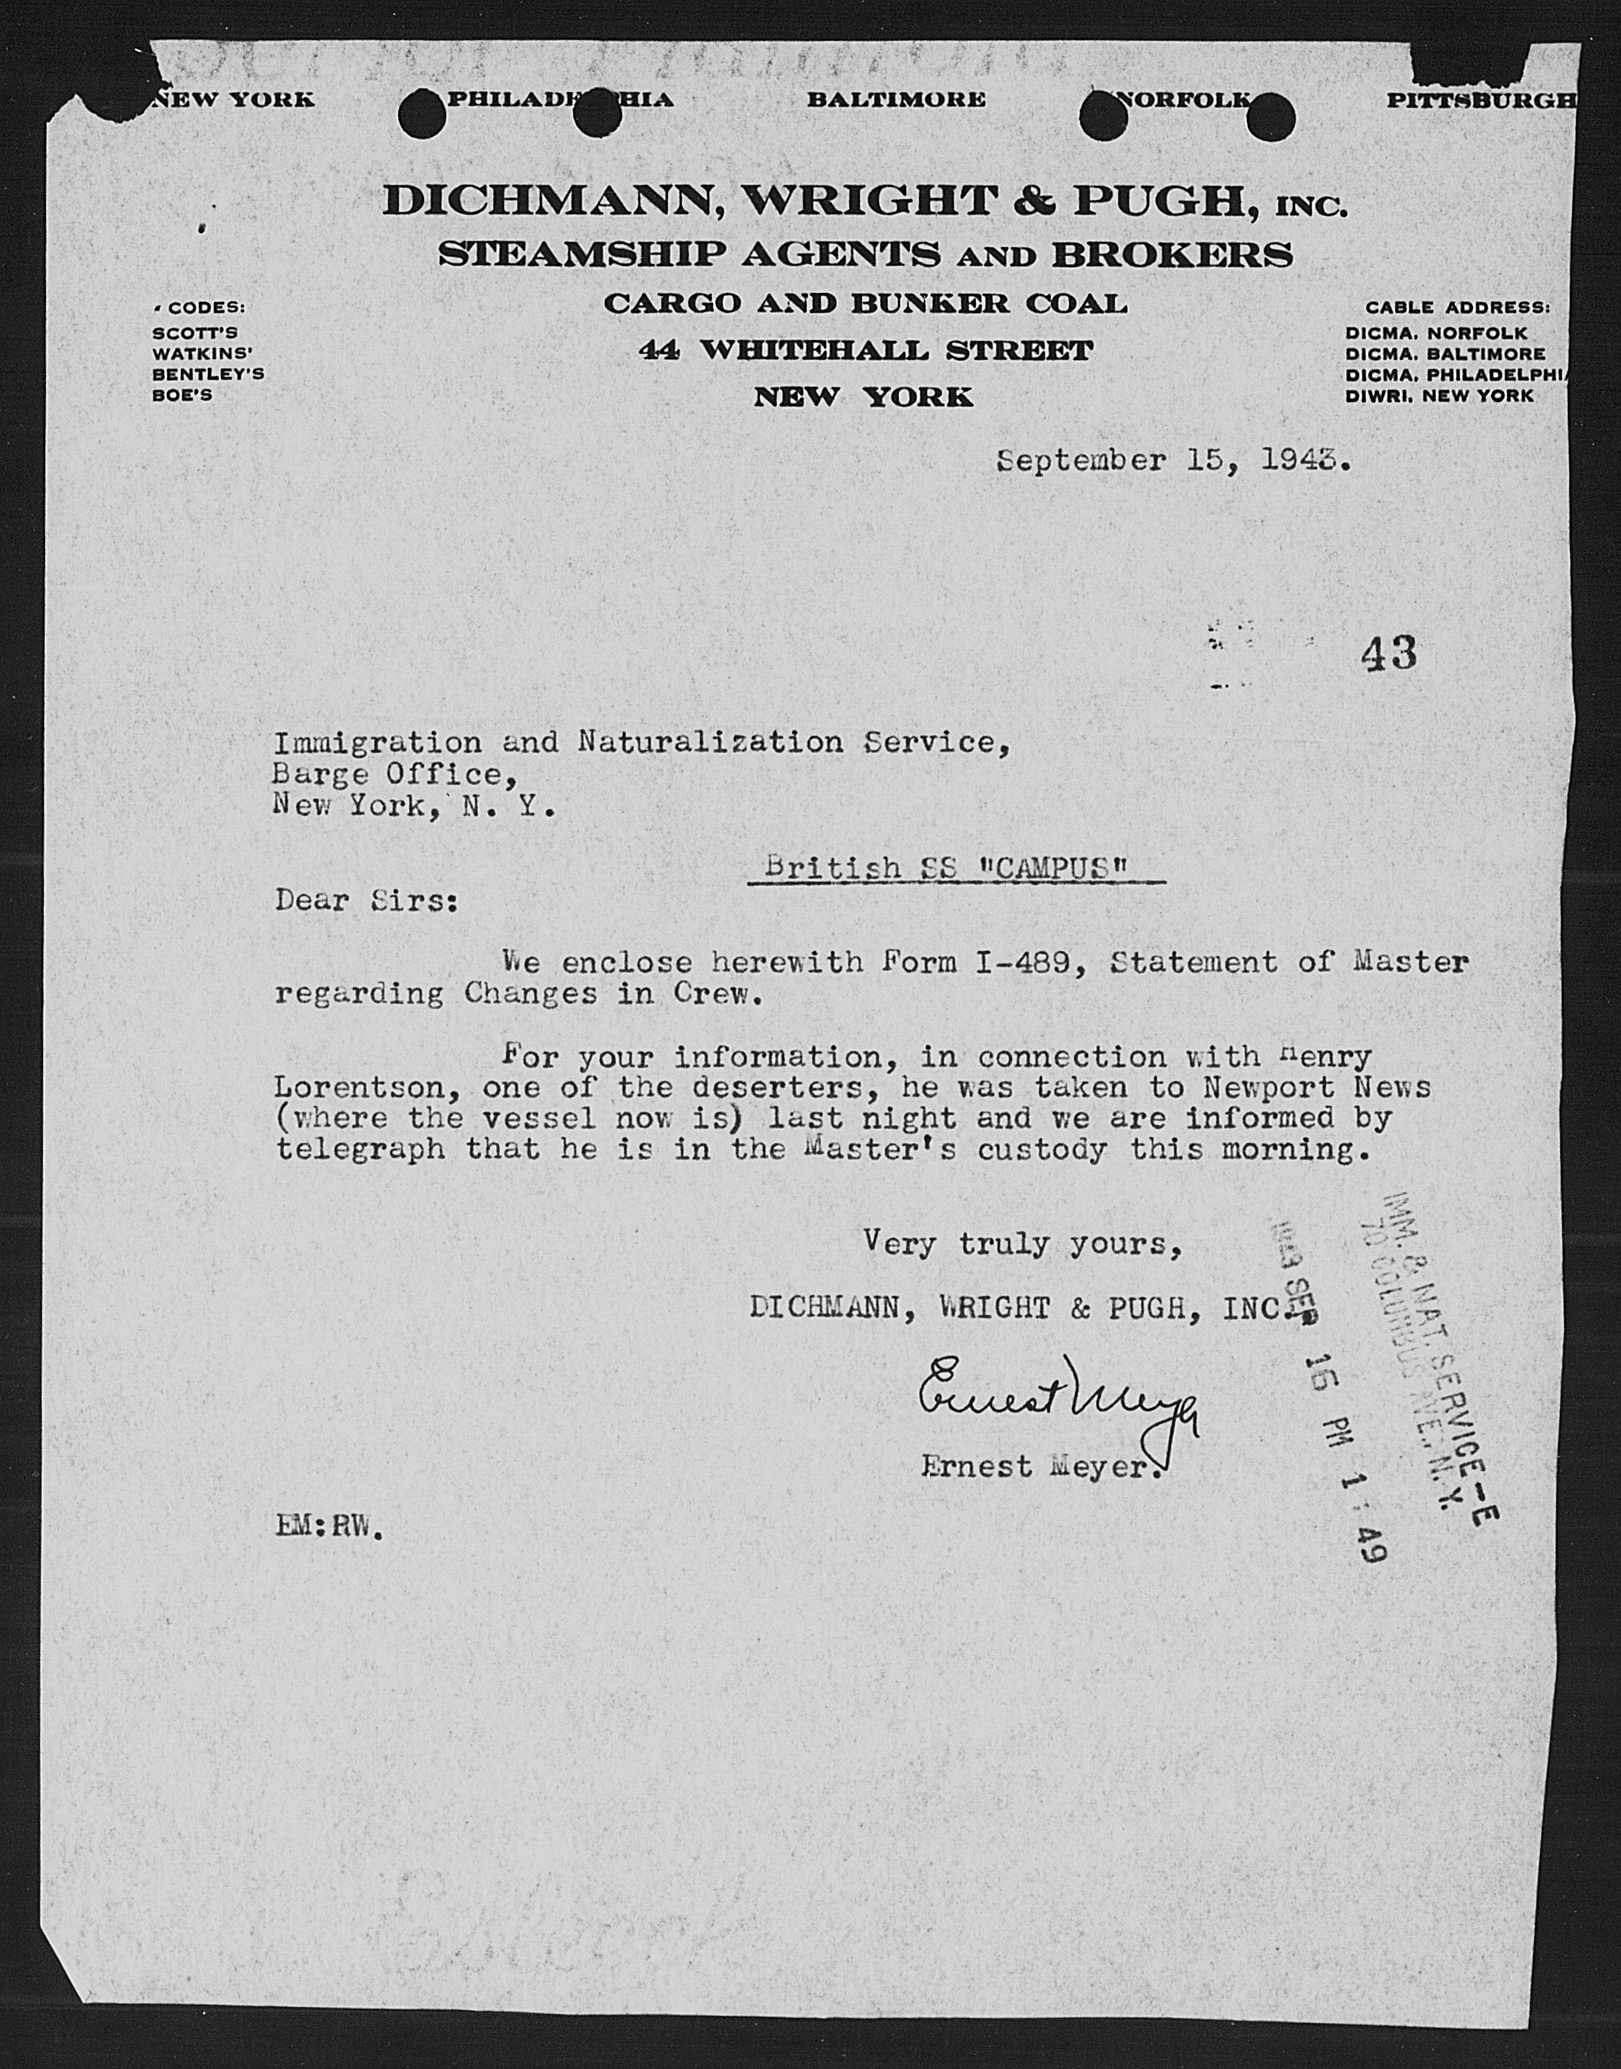 NEW YORK PHILADELPHIA BALTIMORE NORFOLK PITTSBURGH
DICHMANN, WRIGHT & PUGH, INC.
STEAMSHIP AGENTS AND BROKERS
CARGO AND BUNKER COAL
44 WHITEHALL STREET
NEW YORK
CODES:
SCOTT'S
WATKINS'
BENTLEY'S
BOE'S
CABLE ADDRESS:
DICMA, NORFOLK
DICMA, BALTIMORE
DICMA, PHILADELPHIA
DIWRI, NEW YORK
September 15, 1943.
43
Immigration and Naturalization Service,
Barge Office,
New York, N. Y.
British SS "CAMPUS"
Dear Sirs:
We enclose herewith Form I-489, Statement of Master
regarding Changes in Crew.
For your information, in connection with Henry
Lorentson, one of the deserters, he was taken to Newport News
(where the vessel now is) last night and we are informed by
telegraph that he is in the Master's custody this morning.
Very truly yours,
DICHMANN, WRIGHT & PUGH, INC.
Ernest Meyer
Ernest Meyer.
EM:RW.
1943 SEP 16 PM 1:49
IMM. & NAT. SERVICE-E
70 COLUMBUS AVE., N.Y.